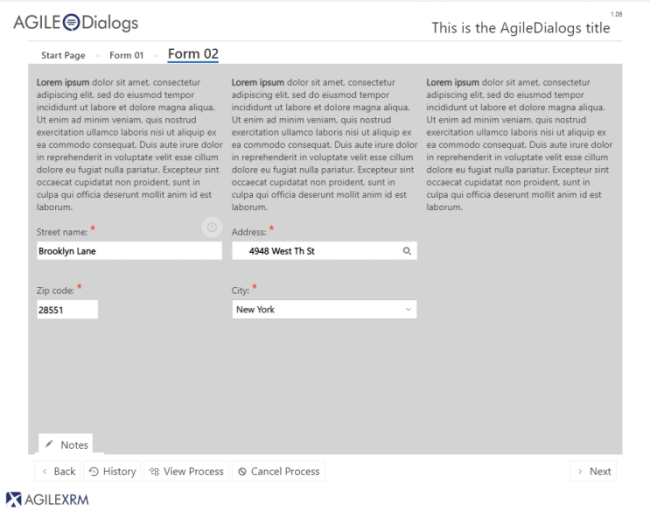 AGILE Dialogs
1.06
This is the AgileDialogs title
Start Page > Form 01 > Form 02
Lorem ipsum dolor sit amet, consectetur
adipiscing elit, sed do eiusmod tempor
incididunt ut labore et dolore magna aliqua.
Ut enim ad minim veniam, quis nostrud
exercitation ullamco laboris nisi ut aliquip ex
ea commodo consequat. Duis aute irure dolor
in reprehenderit in voluptate velit esse cillum
dolore eu fugiat nulla pariatur. Excepteur sint
occaecat cupidatat non proident, sunt in
culpa qui officia deserunt mollit anim id est
laborum.
Lorem ipsum dolor sit amet, consectetur
adipiscing elit, sed do eiusmod tempor
incididunt ut labore et dolore magna aliqua.
Ut enim ad minim veniam, quis nostrud
exercitation ullamco laboris nisi ut aliquip ex
ea commodo consequat. Duis aute irure dolor
in reprehenderit in voluptate velit esse cillum
dolore eu fugiat nulla pariatur. Excepteur sint
occaecat cupidatat non proident, sunt in
culpa qui officia deserunt mollit anim id est
laborum.
Lorem ipsum dolor sit amet, consectetur
adipiscing elit, sed do eiusmod tempor
incididunt ut labore et dolore magna aliqua.
Ut enim ad minim veniam, quis nostrud
exercitation ullamco laboris nisi ut aliquip ex
ea commodo consequat. Duis aute irure dolor
in reprehenderit in voluptate velit esse cillum
dolore eu fugiat nulla pariatur. Excepteur sint
occaecat cupidatat non proident, sunt in
culpa qui officia deserunt mollit anim id est
laborum.
Street name: *
Brooklyn Lane
Address: *
4948 West Th St
Zip code: *
28551
City: *
New York
Notes
< Back History View Process Cancel Process > Next
AGILEXRM